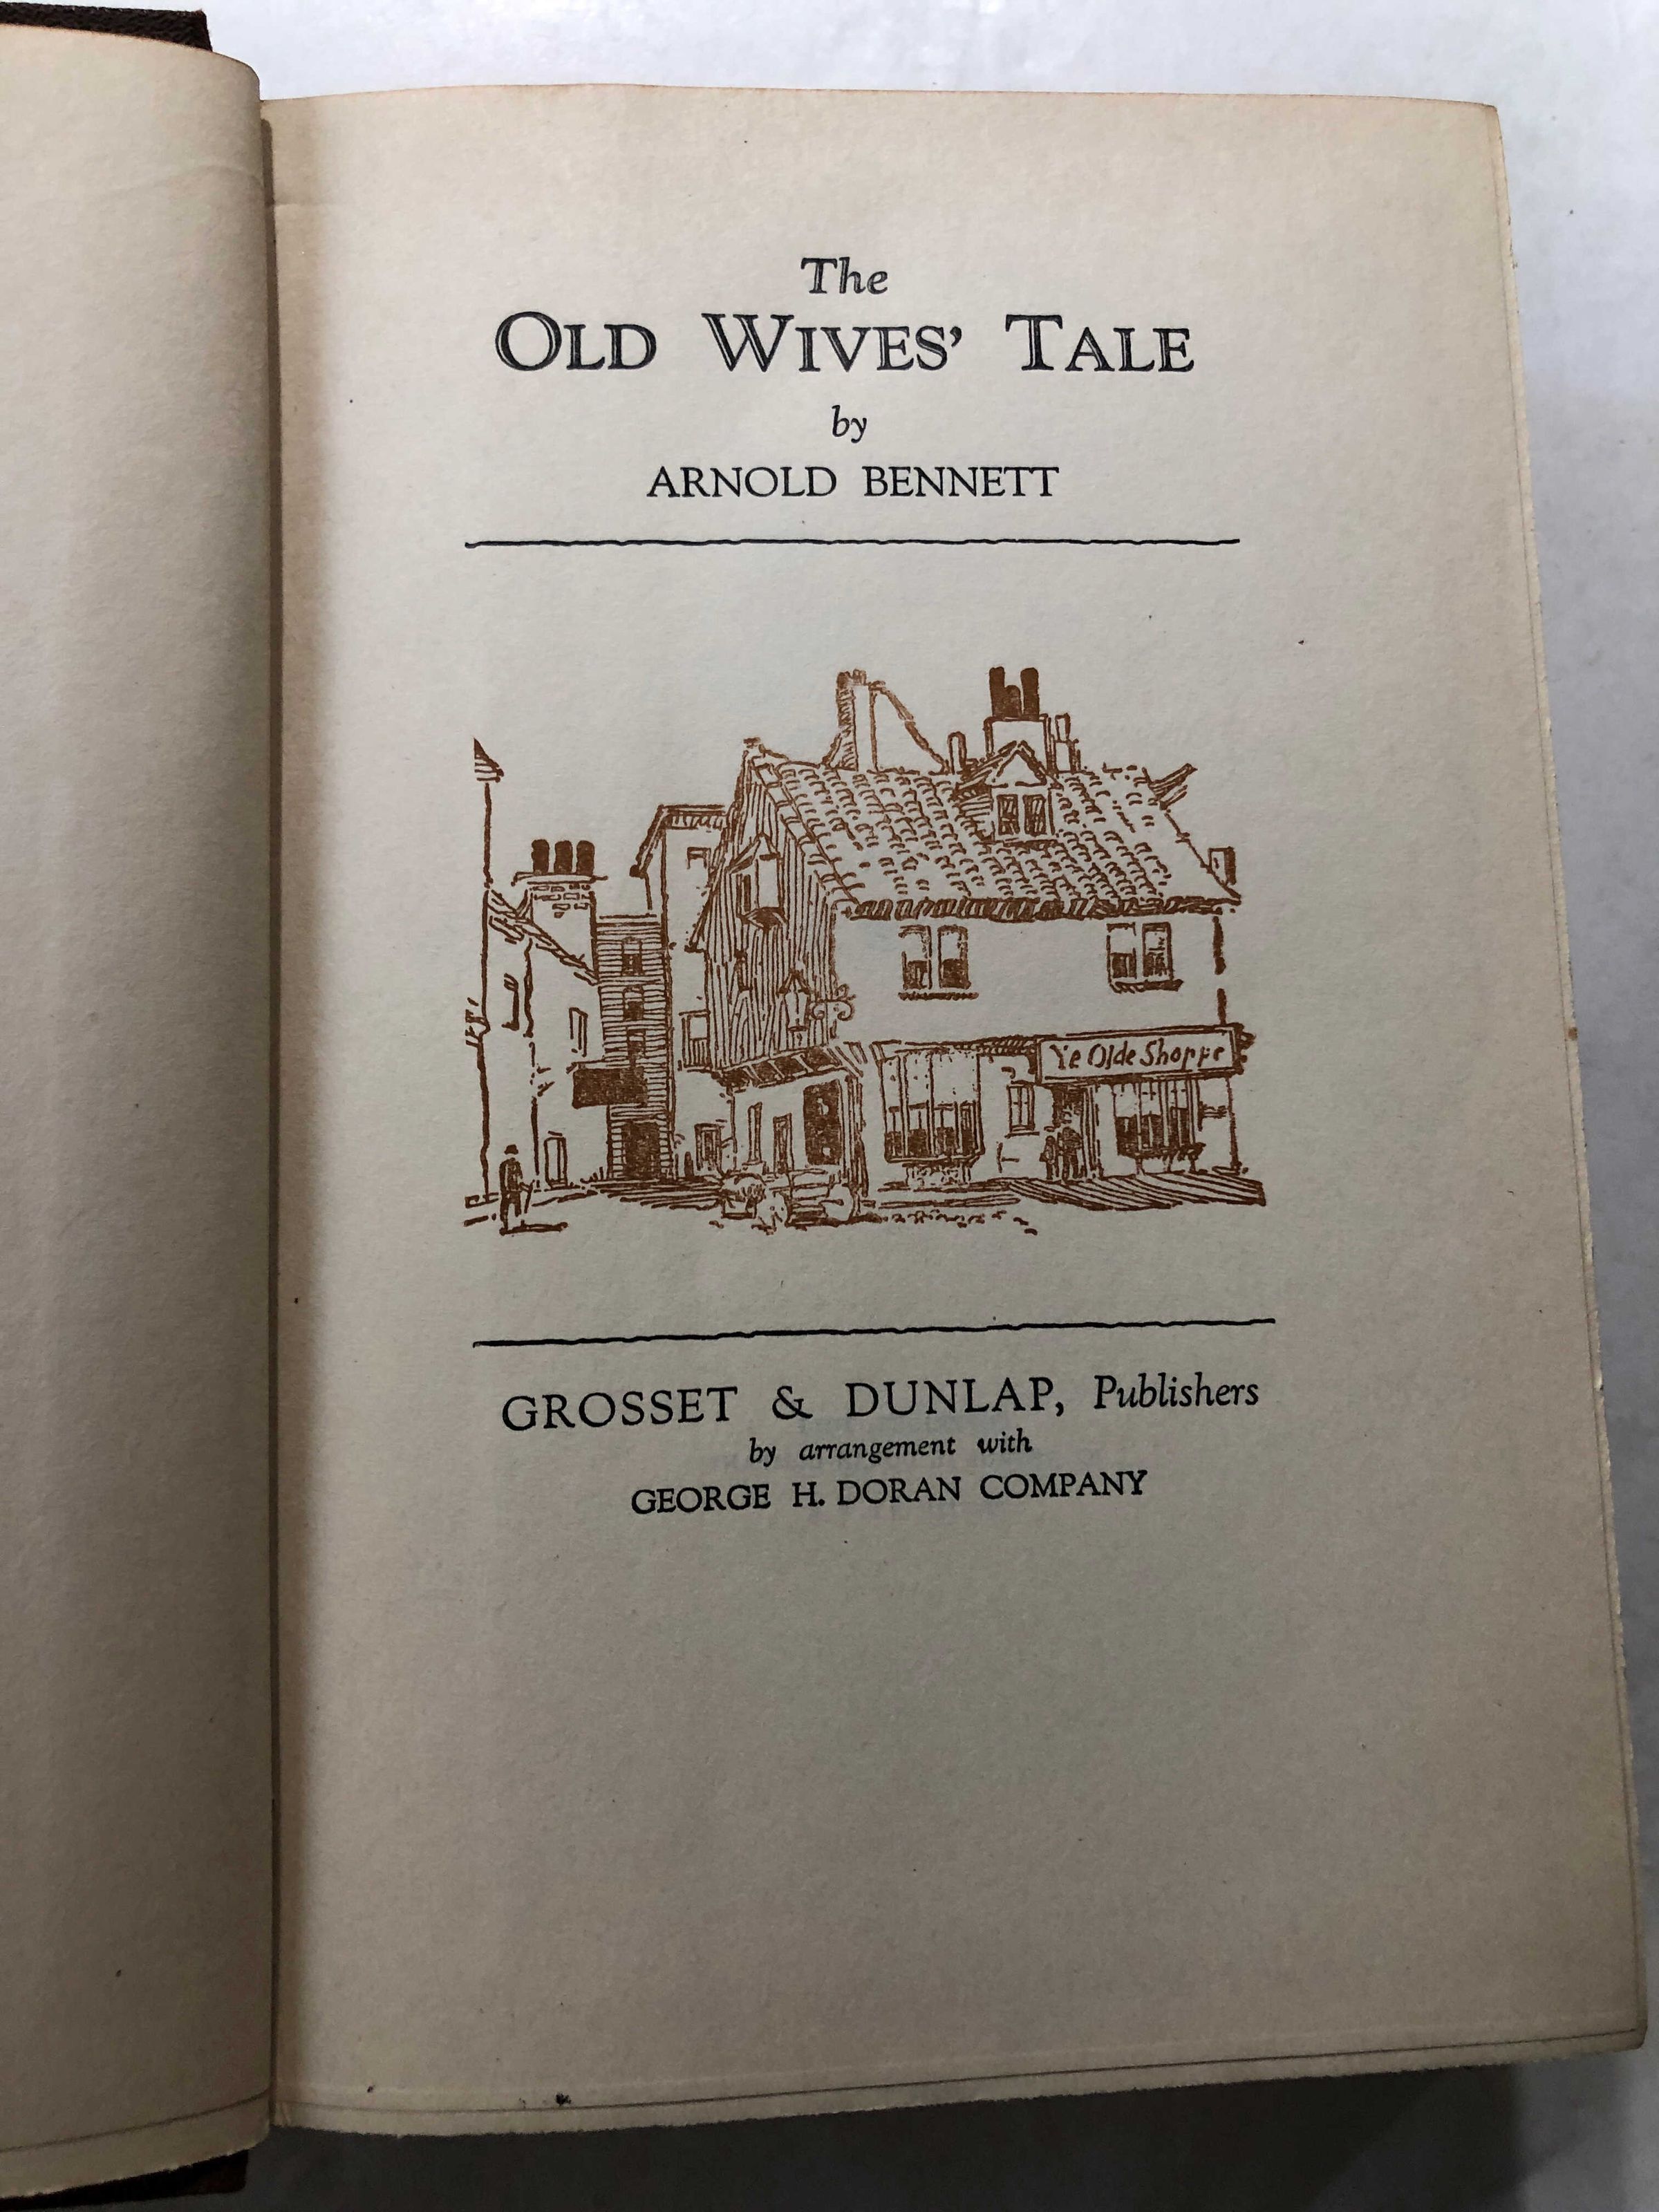 The
OLD WIVES' TALE
by
ARNOLD BENNETT
Ye Olde Shoppe
GROSSET & DUNLAP, Publishers
by arrangement with
GEORGE H. DORAN COMPANY